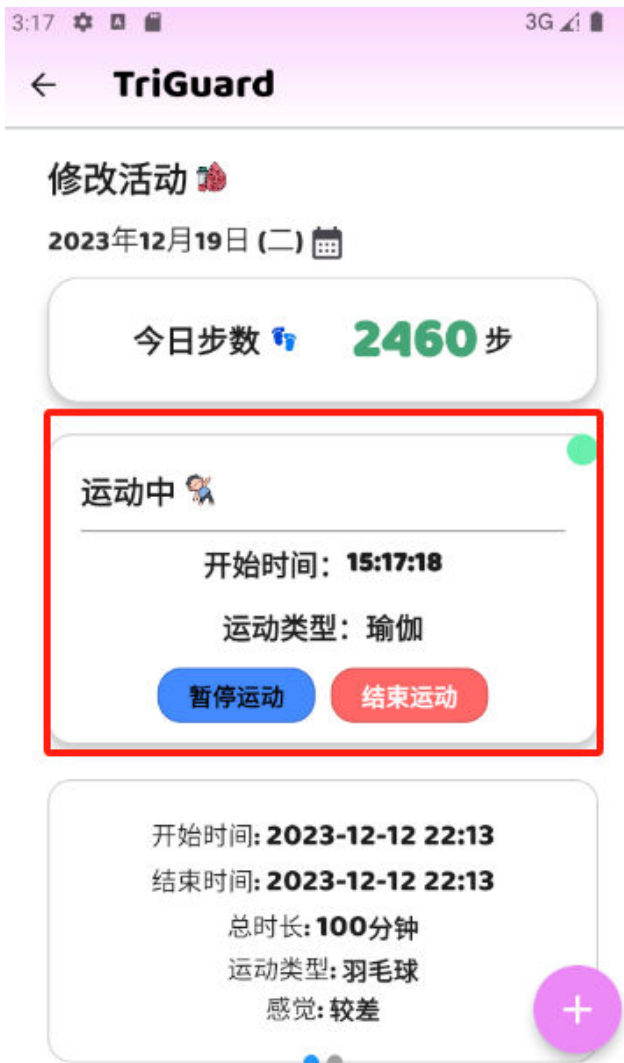 3:17 3G
TriGuard
修改活动
2023年12月19日 (二)
今日步数 2460 步
运动中
开始时间：15:17:18
运动类型：瑜伽
暂停运动 结束运动
开始时间: 2023-12-12 22:13
结束时间: 2023-12-12 22:13
总时长: 100分钟
运动类型: 羽毛球
感觉: 较差